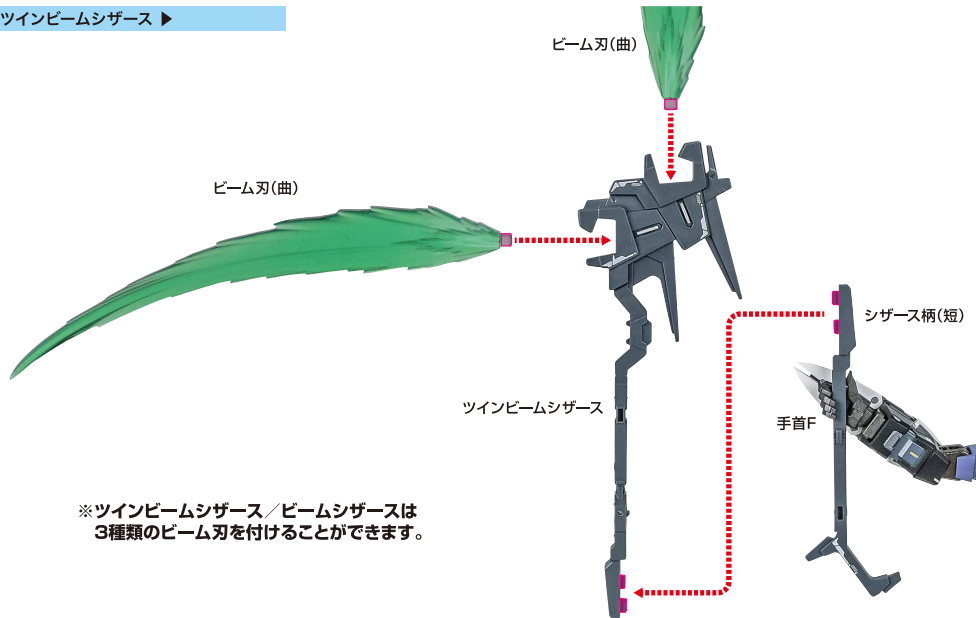 ツインビームシザース ▶
ビーム刃（曲）
ビーム刃（曲）
シザース柄（短）
ツインビームシザース
手首F
※ツインビームシザース／ビームシザースは
3種類のビーム刃を付けることができます。